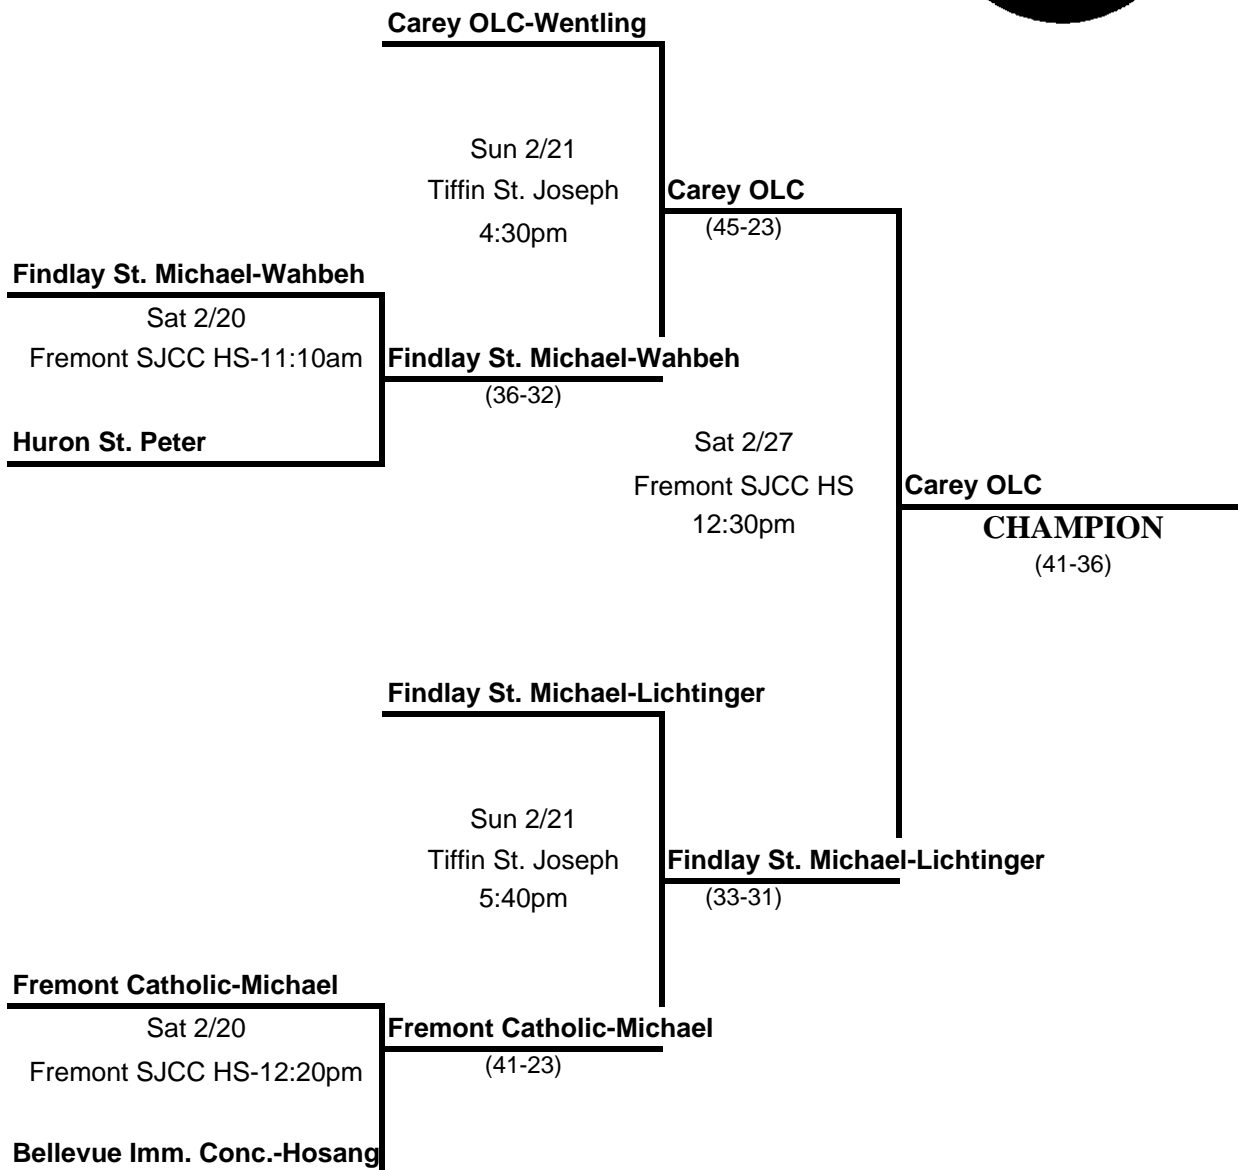 Carey OLC-Wentling
Sun 2/21
Tiffin St. Joseph
4:30pm
Carey OLC
(45-23)
Findlay St. Michael-Wahbeh
Sat 2/20
Fremont SJCC HS-11:10am
Findlay St. Michael-Wahbeh
(36-32)
Huron St. Peter
Sat 2/27
Fremont SJCC HS
12:30pm
Carey OLC
CHAMPION
(41-36)
Findlay St. Michael-Lichtinger
Sun 2/21
Tiffin St. Joseph
5:40pm
Findlay St. Michael-Lichtinger
(33-31)
Fremont Catholic-Michael
Sat 2/20
Fremont SJCC HS-12:20pm
Fremont Catholic-Michael
(41-23)
Bellevue Imm. Conc.-Hosang